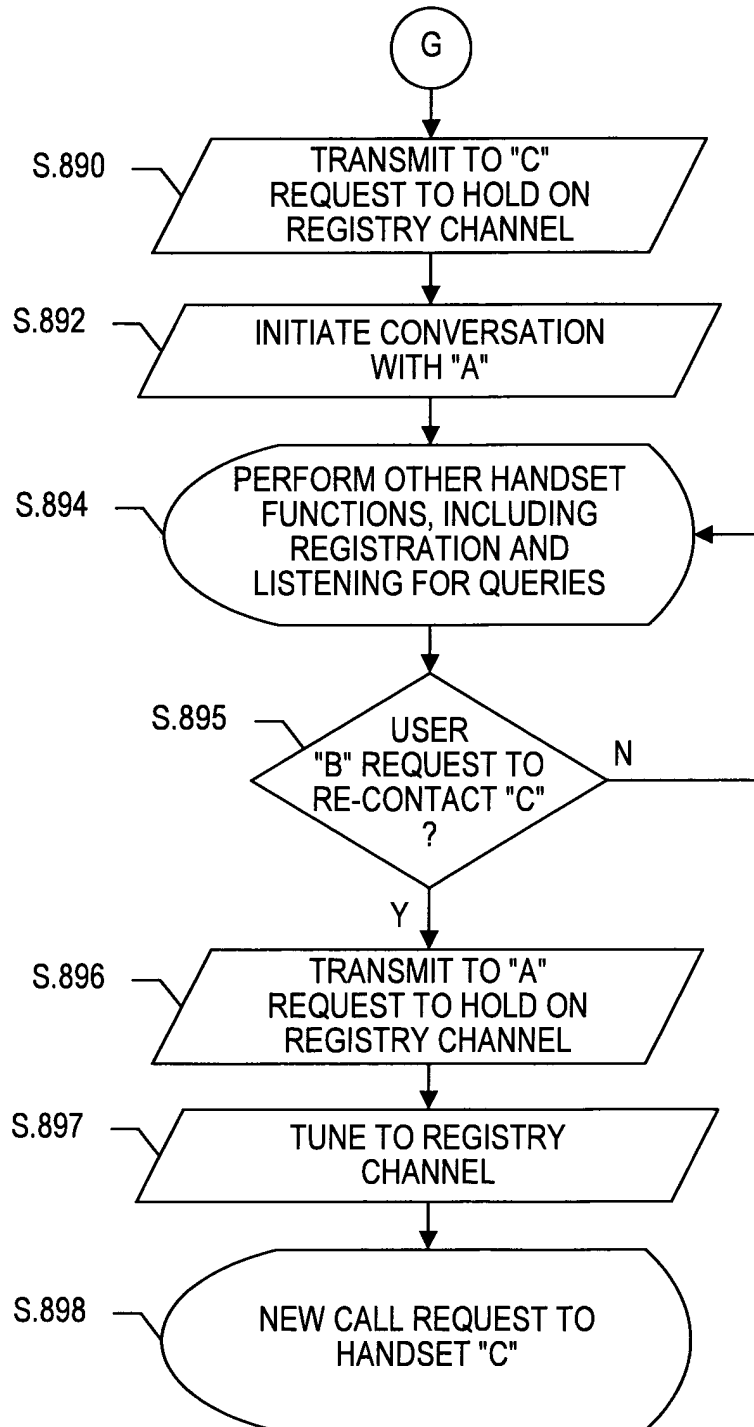 G
S.890
TRANSMIT TO "C"
REQUEST TO HOLD ON
REGISTRY CHANNEL
S.892
INITIATE CONVERSATION
WITH "A"
S.894
PERFORM OTHER HANDSET
FUNCTIONS, INCLUDING
REGISTRATION AND
LISTENING FOR QUERIES
S.895
USER
"B" REQUEST TO
RE-CONTACT "C"
?
N
Y
S.896
TRANSMIT TO "A"
REQUEST TO HOLD ON
REGISTRY CHANNEL
S.897
TUNE TO REGISTRY
CHANNEL
S.898
NEW CALL REQUEST TO
HANDSET "C"